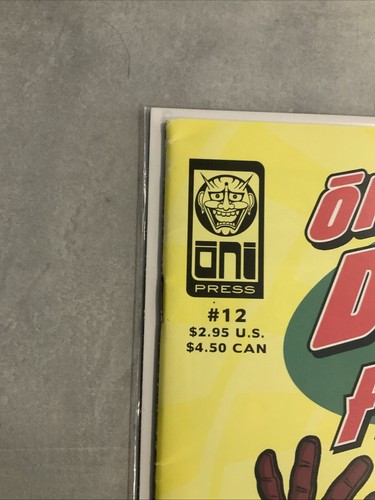 ōni
PRESS
#12
$2.95 U.S.
$4.50 CAN